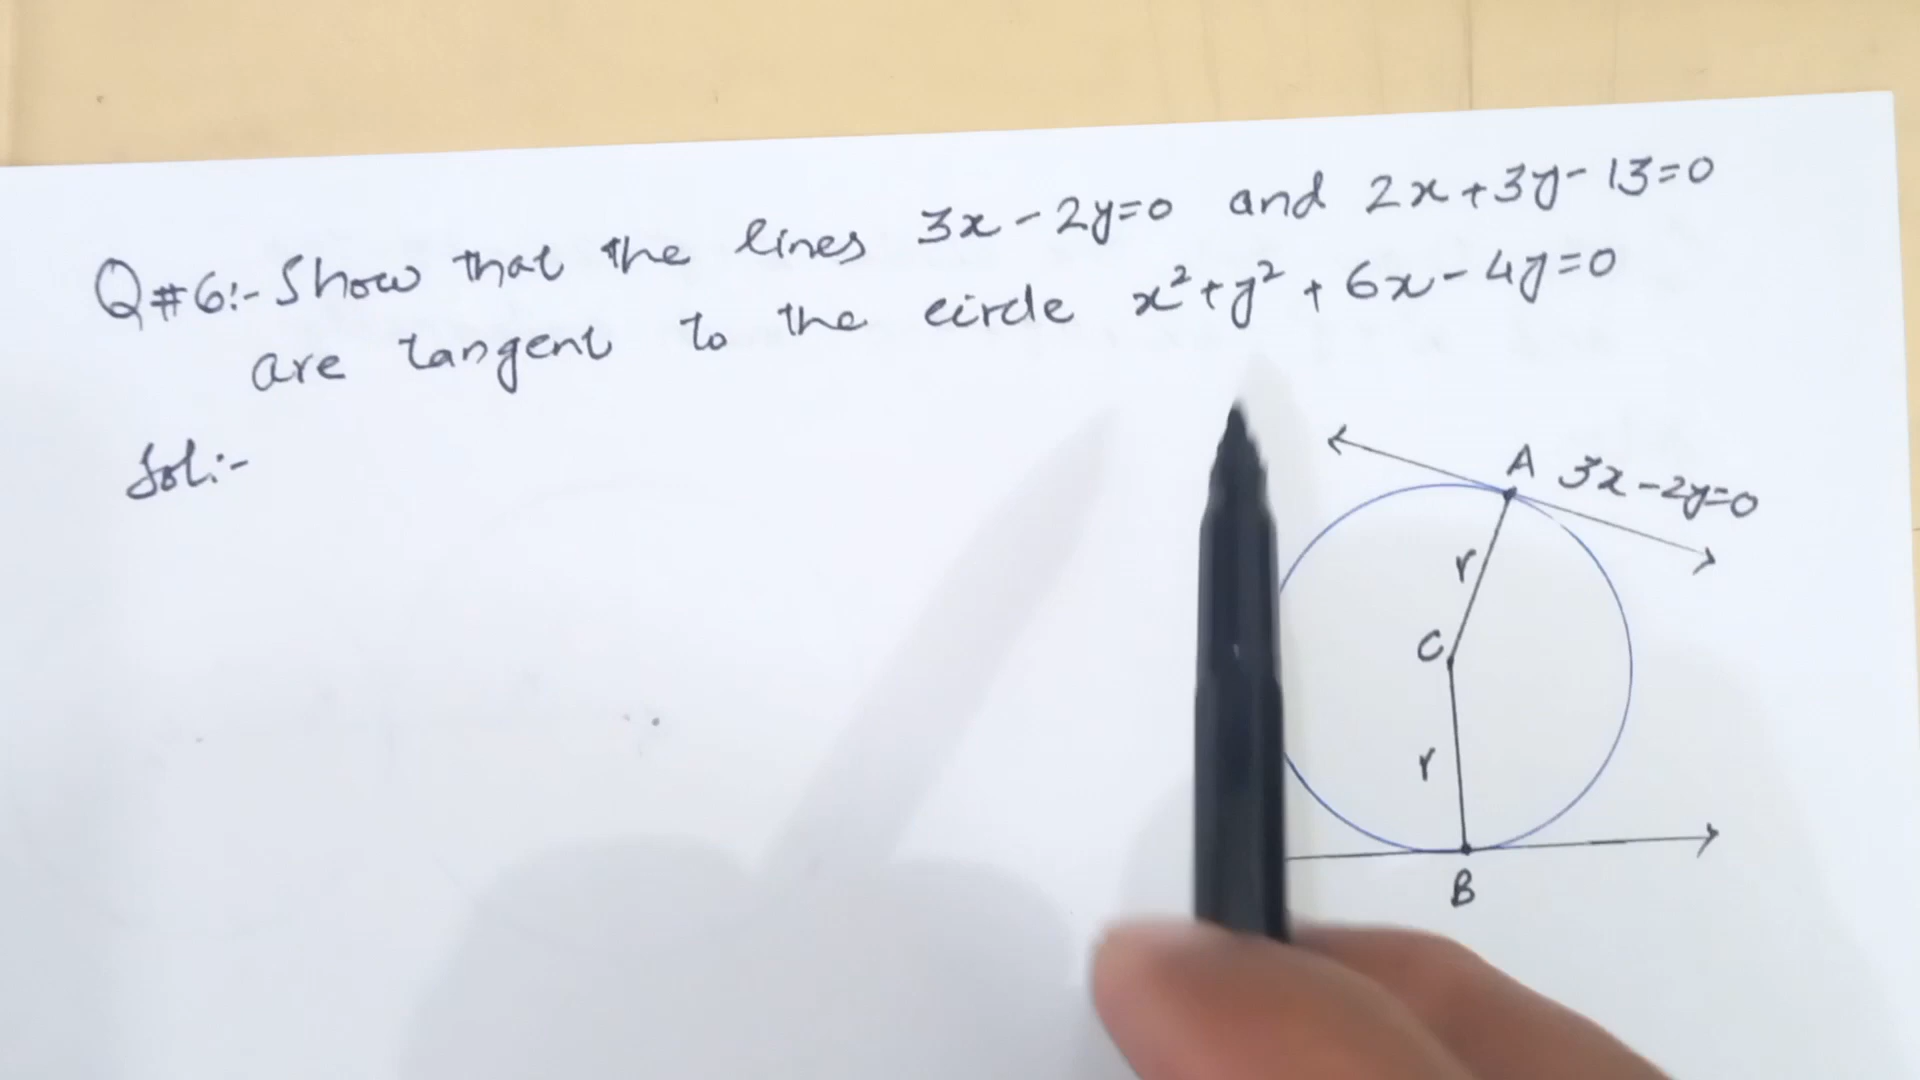 Q#6:- Show that the lines 3x-2y=0 and 2x+3y-13=0
are tangent to the circle x²+y²+6x-4y=0
Sol:-
A 3x-2y=0
r
C
r
B